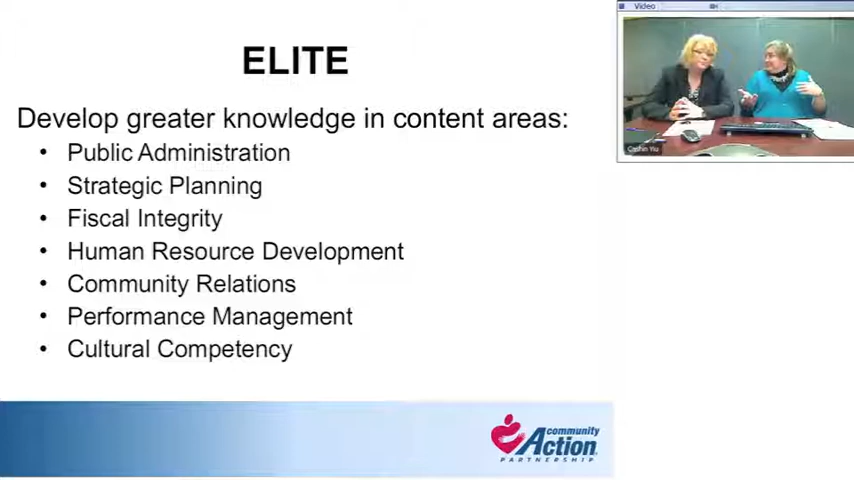 ELITE
Develop greater knowledge in content areas:
• Public Administration
• Strategic Planning
• Fiscal Integrity
• Human Resource Development
• Community Relations
• Performance Management
• Cultural Competency
community
Action
PARTNERSHIP
Video
Yiu